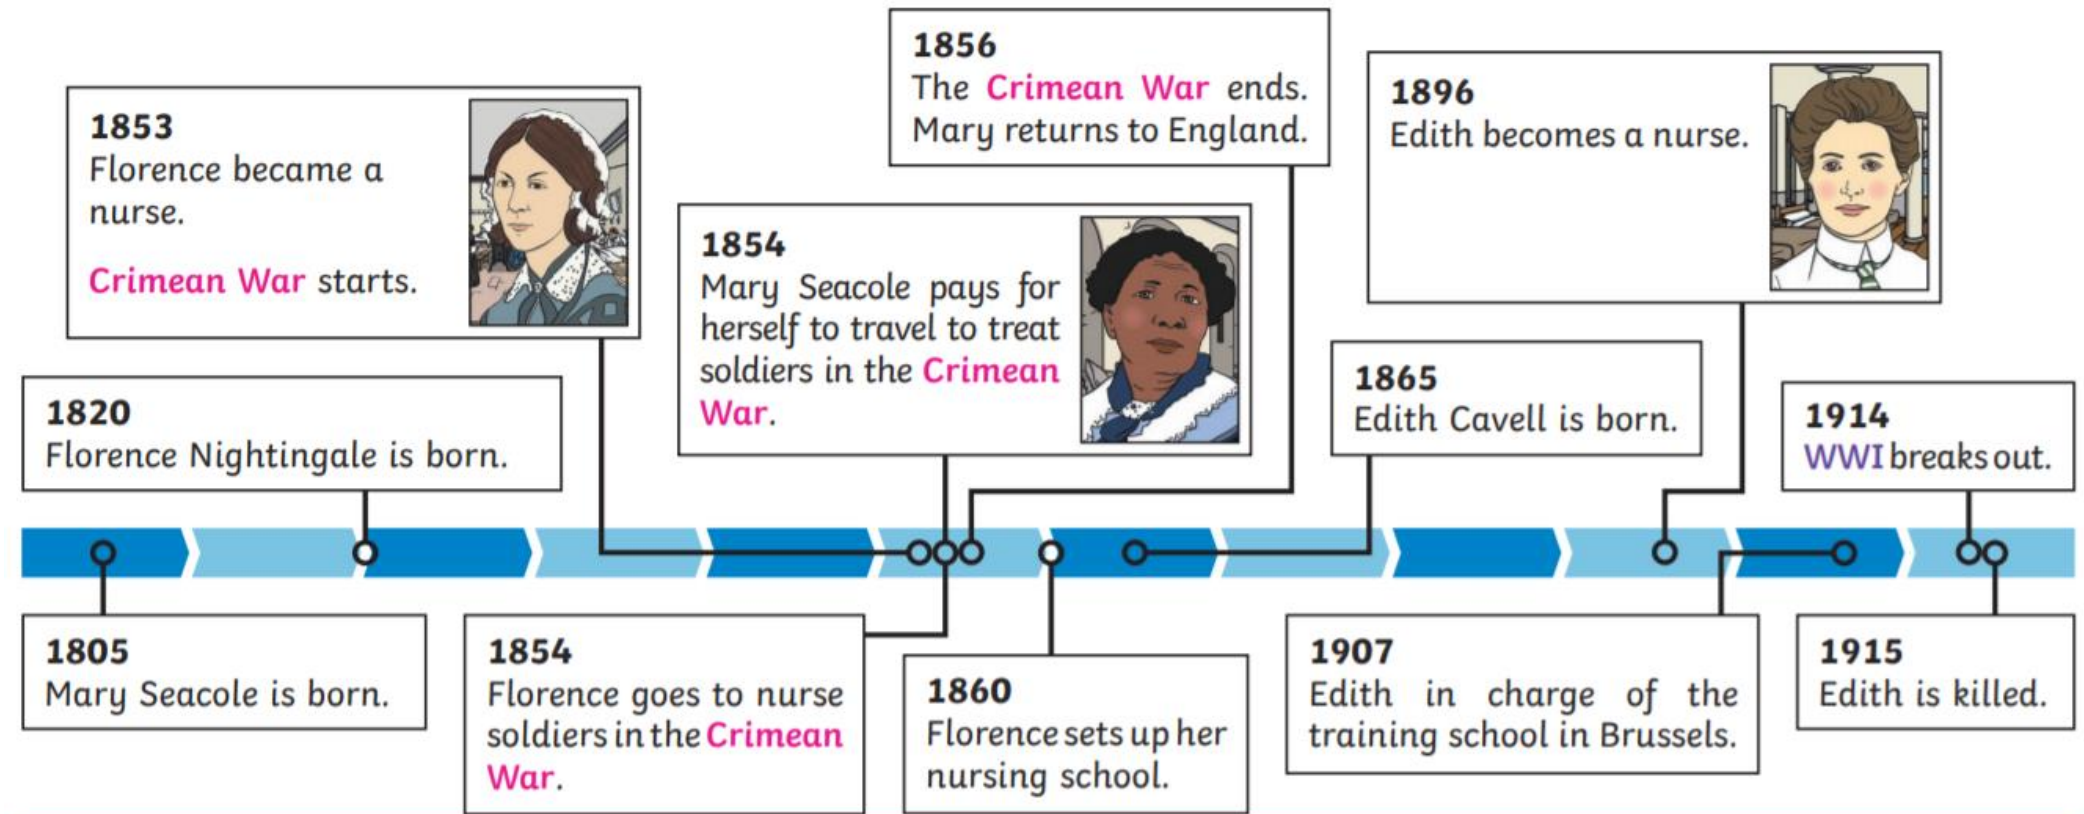 1853
Florence became a
nurse.
Crimean War starts.
1820
Florence Nightingale is born.
1854
Mary Seacole pays for
herself to travel to treat
soldiers in the Crimean
War.
1856
The Crimean War ends.
Mary returns to England.
1896
Edith becomes a nurse.
1865
Edith Cavell is born.
1914
WWI breaks out.
1805
Mary Seacole is born.
1854
Florence goes to nurse
soldiers in the Crimean
War.
1860
Florence sets up her
nursing school.
1907
Edith in charge of the
training school in Brussels.
1915
Edith is killed.